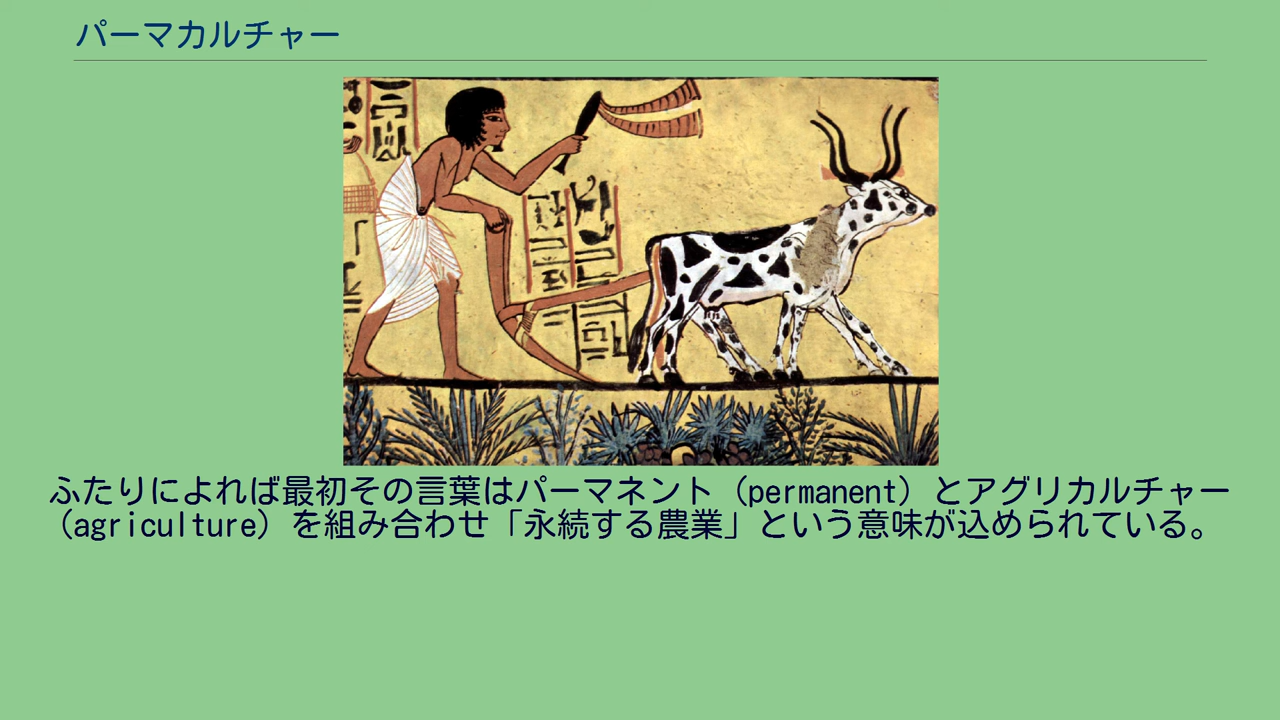 パーマカルチャー
ふたりによれば最初その言葉はパーマネント（permanent）とアグリカルチャー
（agriculture）を組み合わせ「永続する農業」という意味が込められている。